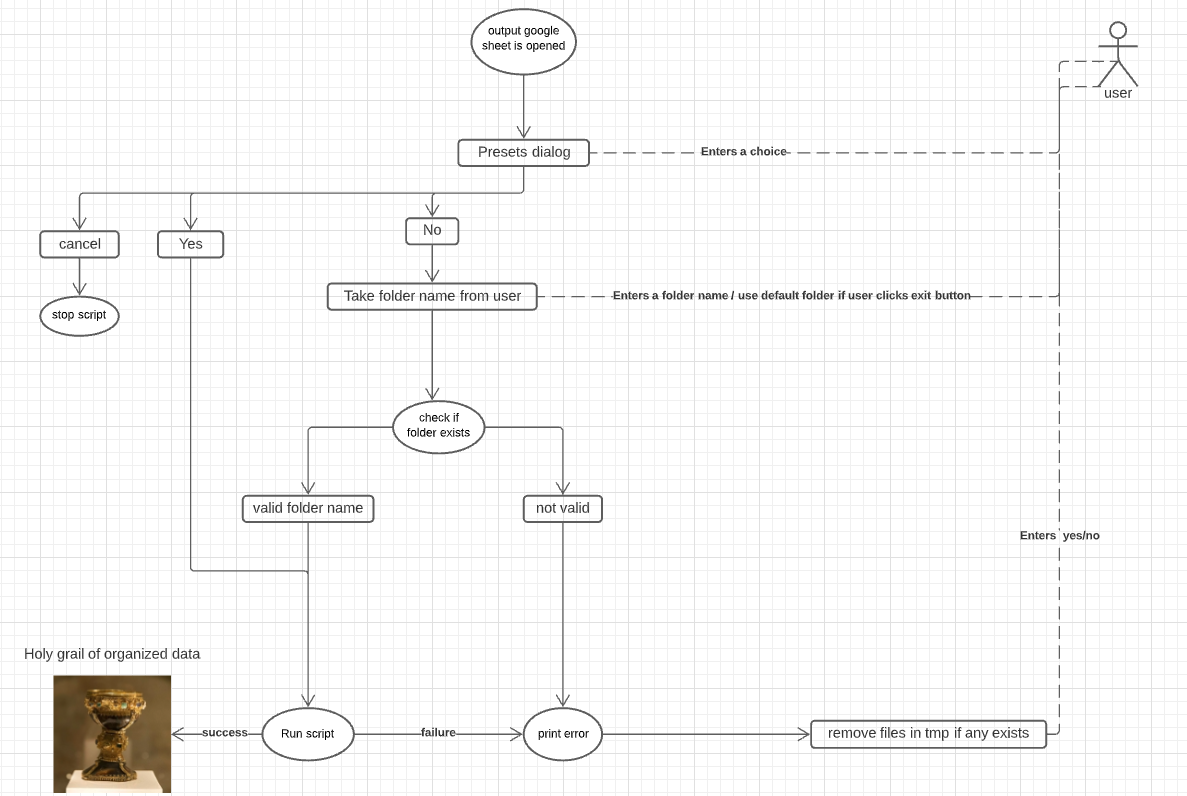 output google
sheet is opened
user
Presets dialog
Enters a choice
cancel
Yes
No
Take folder name from user
Enters a folder name / use default folder if user clicks exit button
stop script
check if
folder exists
valid folder name
not valid
Enters yes/no
Holy grail of organized data
success
Run script
failure
print error
remove files in tmp if any exists